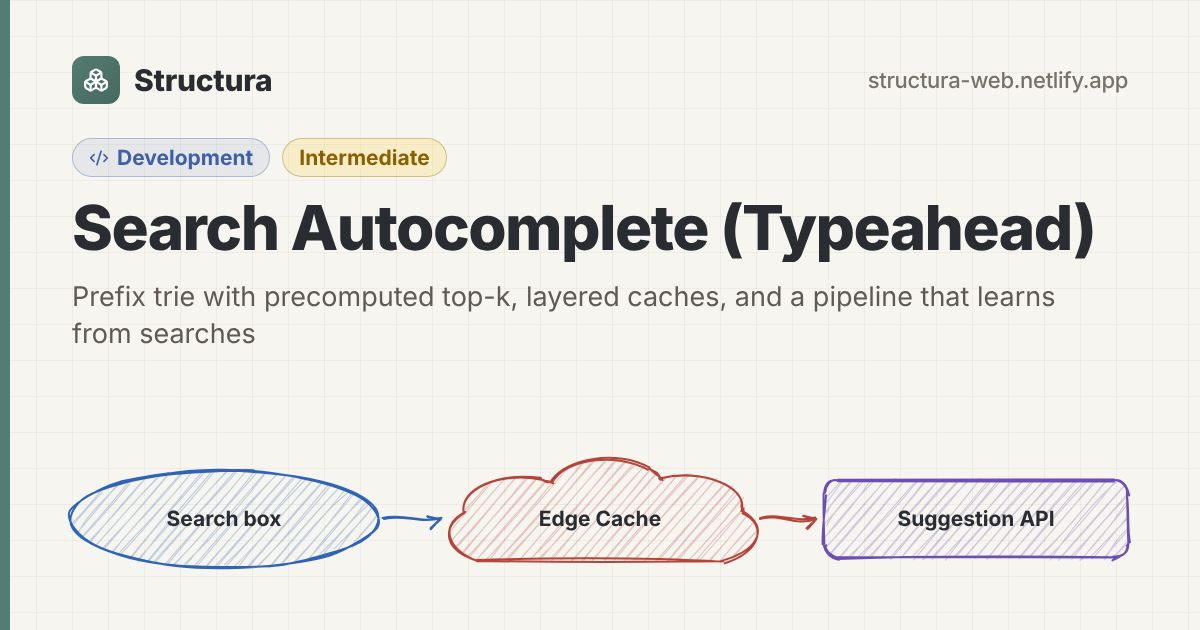 Structura
structura-web.netlify.app
</> Development
Intermediate
Search Autocomplete (Typeahead)
Prefix trie with precomputed top-k, layered caches, and a pipeline that learns
from searches
Search box
Edge Cache
Suggestion API